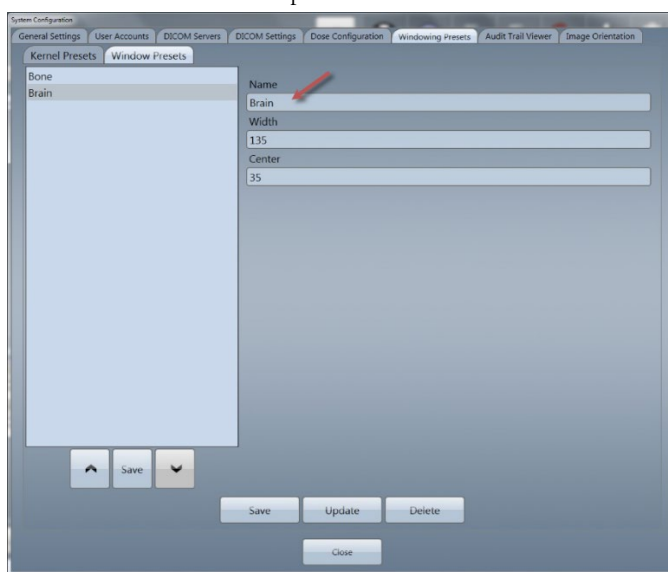 System Configuration
General Settings User Accounts DICOM Servers DICOM Settings Dose Configuration Windowing Presets Audit Trail Viewer Image Orientation
Kernel Presets Window Presets
Bone
Brain
Name
Brain
Width
135
Center
35
Save
Save Update Delete
Close